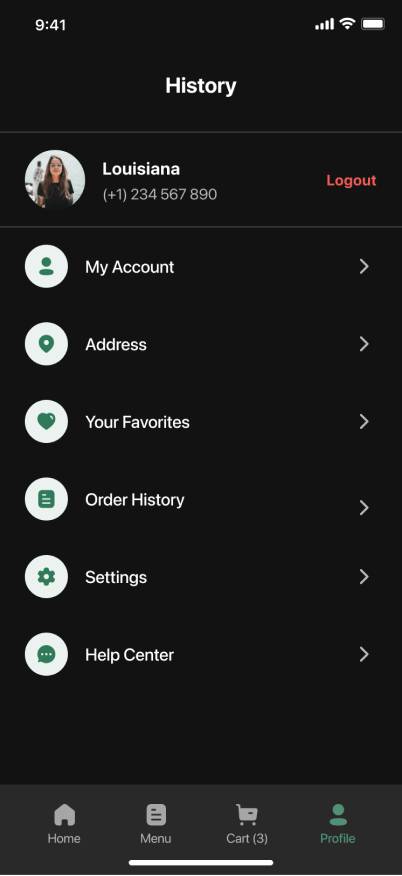 9:41
History
Louisiana
(+1) 234 567 890
Logout
My Account
Address
Your Favorites
Order History
Settings
Help Center
Home
Menu
Cart (3)
Profile